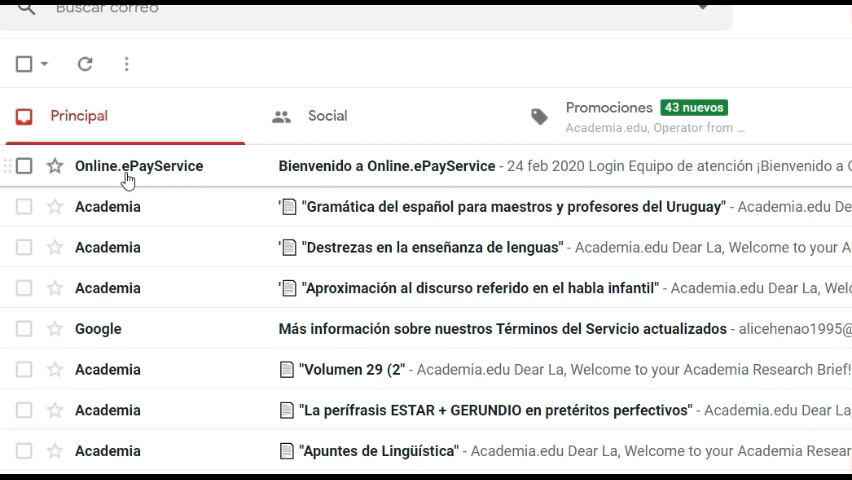 Buscar correo
Principal
Social
Promociones 43 nuevos
Academia.edu, Operator from ...
Online.ePayService Bienvenido a Online.ePayService - 24 feb 2020 Login Equipo de atención ¡Bienvenido a
Academia "Gramática del español para maestros y profesores del Uruguay" - Academia.edu De
Academia "Destrezas en la enseñanza de lenguas" - Academia.edu Dear La, Welcome to your A
Academia "Aproximación al discurso referido en el habla infantil" - Academia.edu Dear La, Welc
Google Más información sobre nuestros Términos del Servicio actualizados - alicehenao1995@
Academia "Volumen 29 (2" - Academia.edu Dear La, Welcome to your Academia Research Brief!
Academia "La perífrasis ESTAR + GERUNDIO en pretéritos perfectivos" - Academia.edu Dear La
Academia "Apuntes de Lingüística" - Academia.edu Dear La, Welcome to your Academia Resear